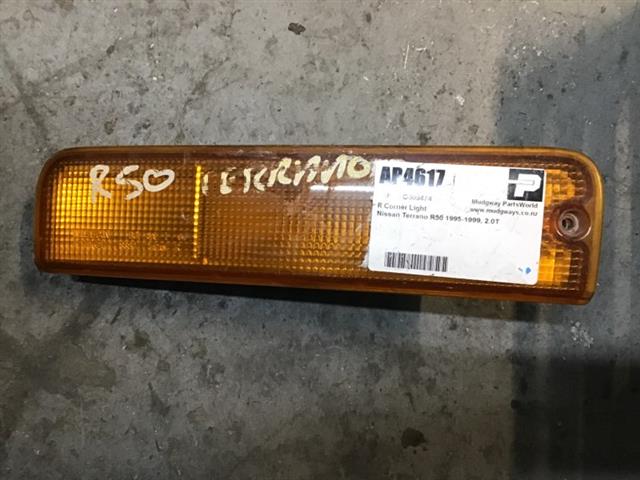 R50 TERRANO
AP4617
R Corner Light
Nissan Terrano R50 1995-1999, 2.0T
P
Mudgway PartsWorld
www.mudgways.co.nz